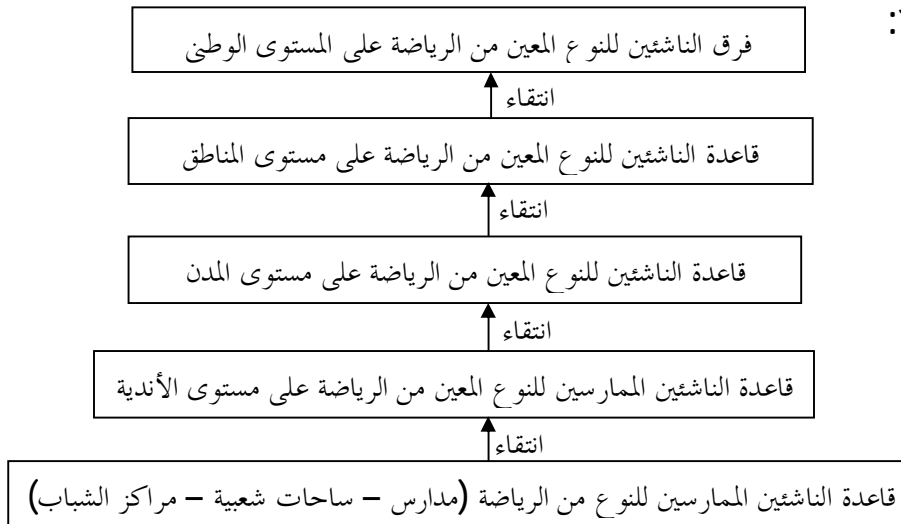 فرق الناشئين للنوع المعين من الرياضة على المستوى الوطنى
انتقاء
قاعدة الناشئين للنوع المعين من الرياضة على مستوى المناطق
انتقاء
قاعدة الناشئين للنوع المعين من الرياضة على مستوى المدن
انتقاء
قاعدة الناشئين الممارسين للنوع المعين من الرياضة على مستوى الأندية
انتقاء
قاعدة الناشئين الممارسين للنوع من الرياضة (مدارس – ساحات شعبية – مراكز الشباب)